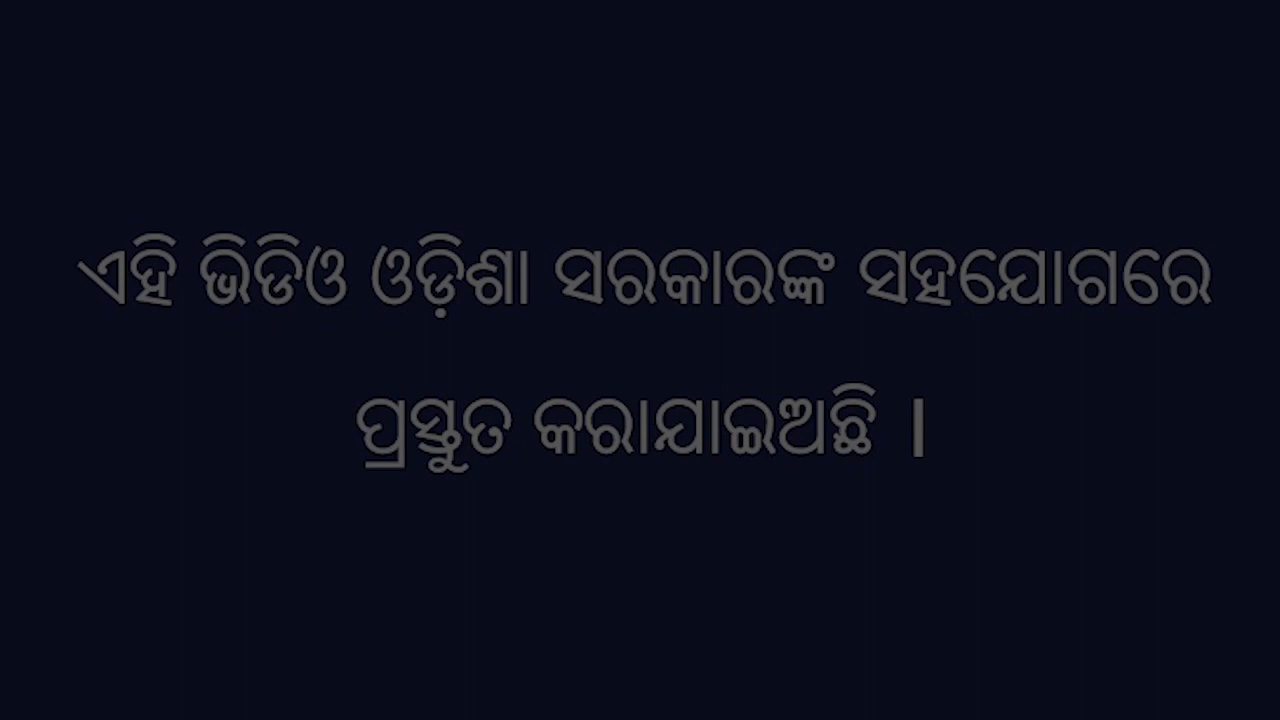 ଏହି ଭିଡିଓ ଓଡ଼ିଶା ସରକାରଙ୍କ ସହଯୋଗରେ
ପ୍ରସ୍ତୁତ କରାଯାଇଅଛି ।